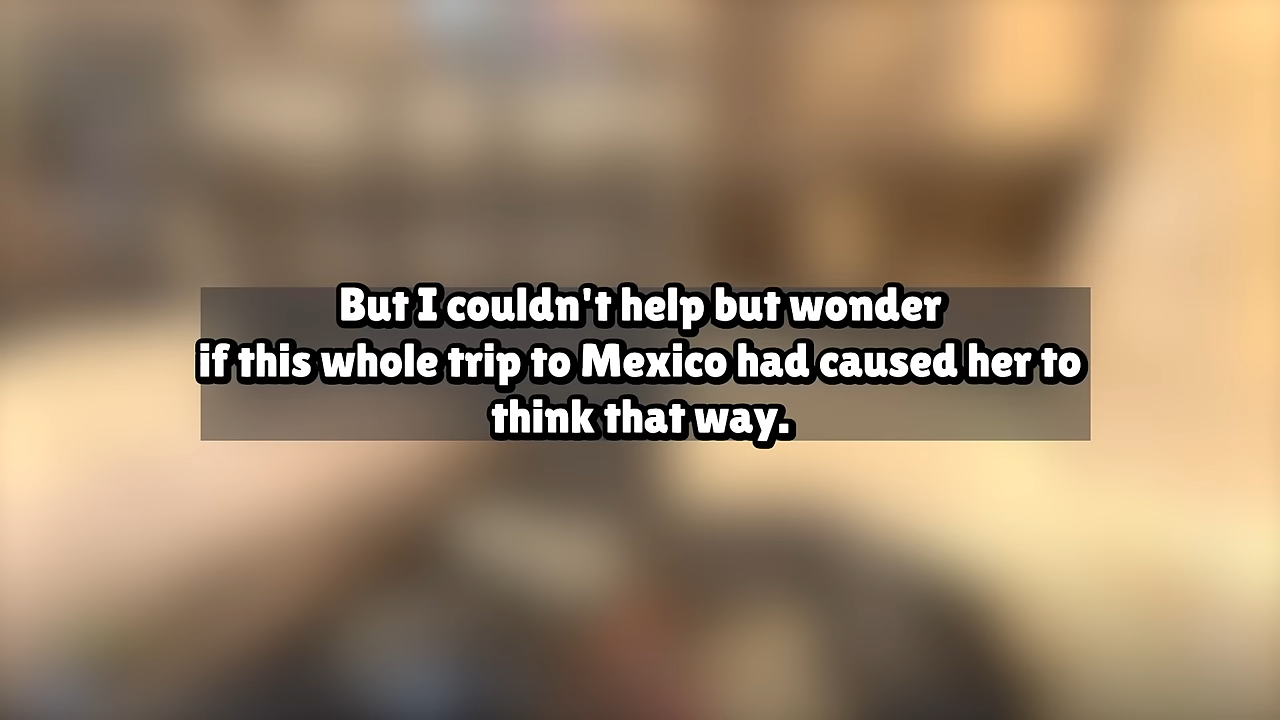 But I couldn't help but wonder
if this whole trip to Mexico had caused her to
think that way.